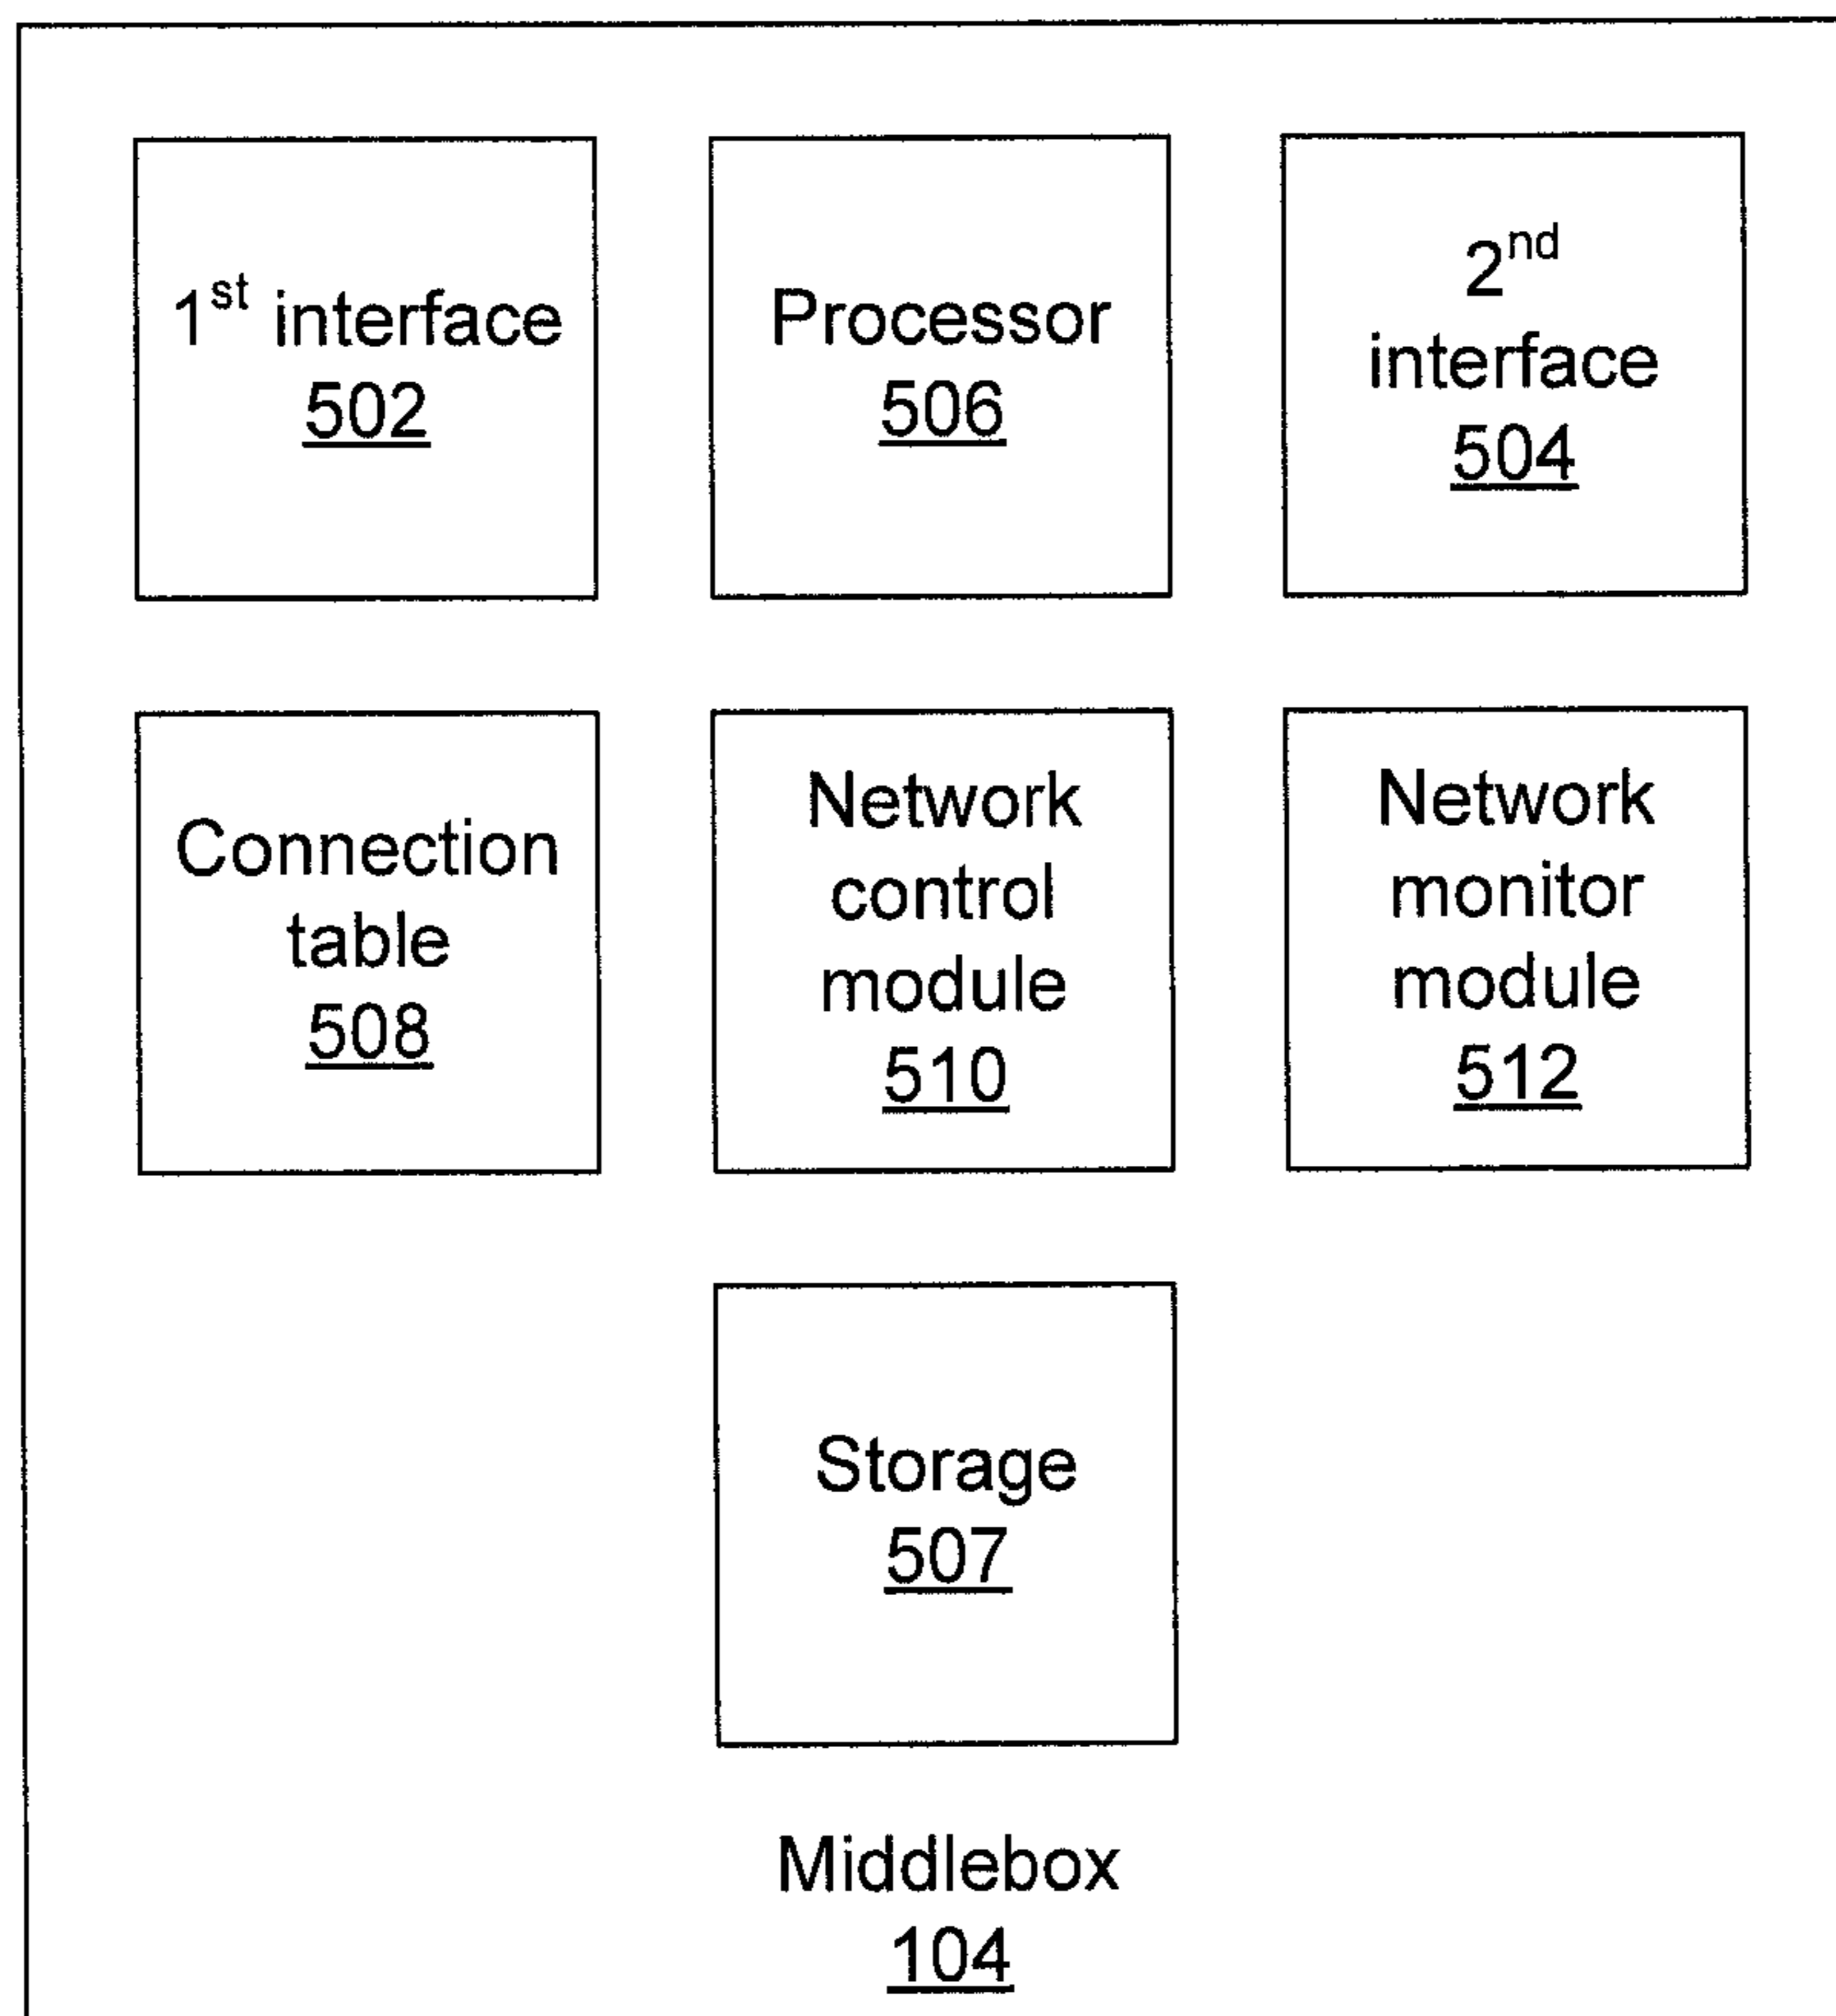 1st interface
502
Processor
506
2nd
interface
504
Connection
table
508
Network
control
module
510
Network
monitor
module
512
Storage
507
Middlebox
104